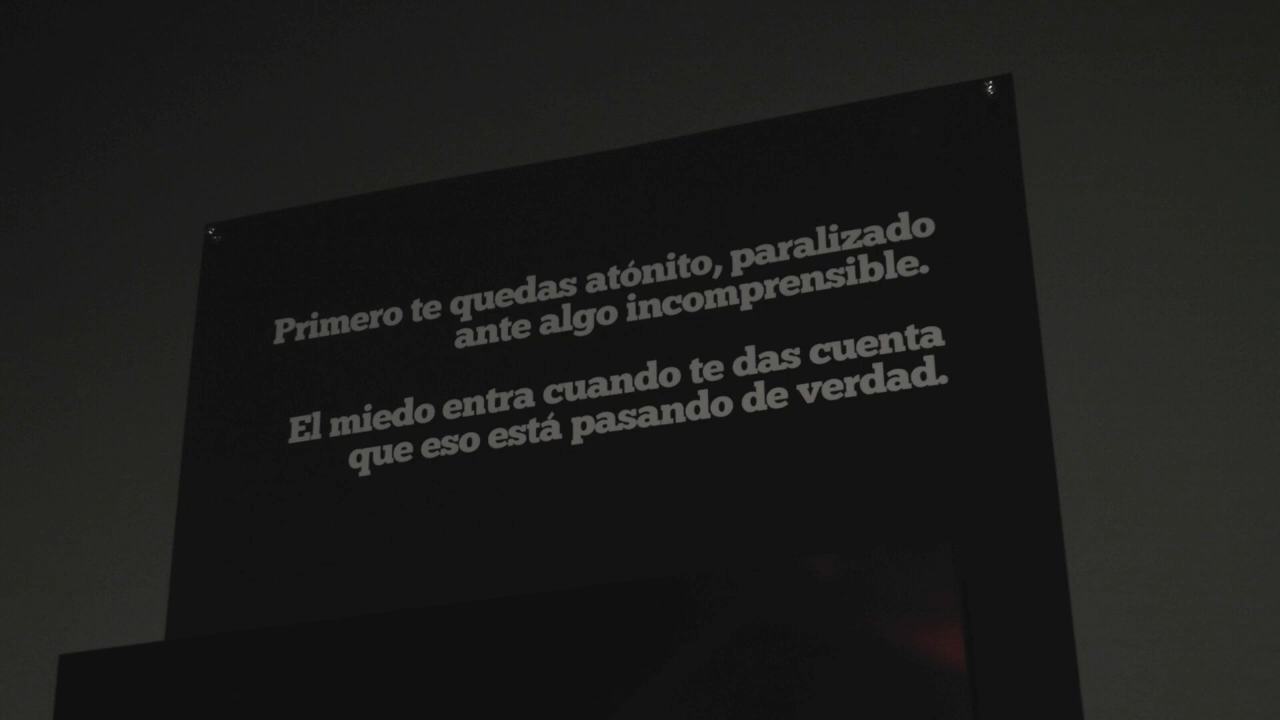 Primero te quedas atónito, paralizado
ante algo incomprensible.
El miedo entra cuando te das cuenta
que eso está pasando de verdad.